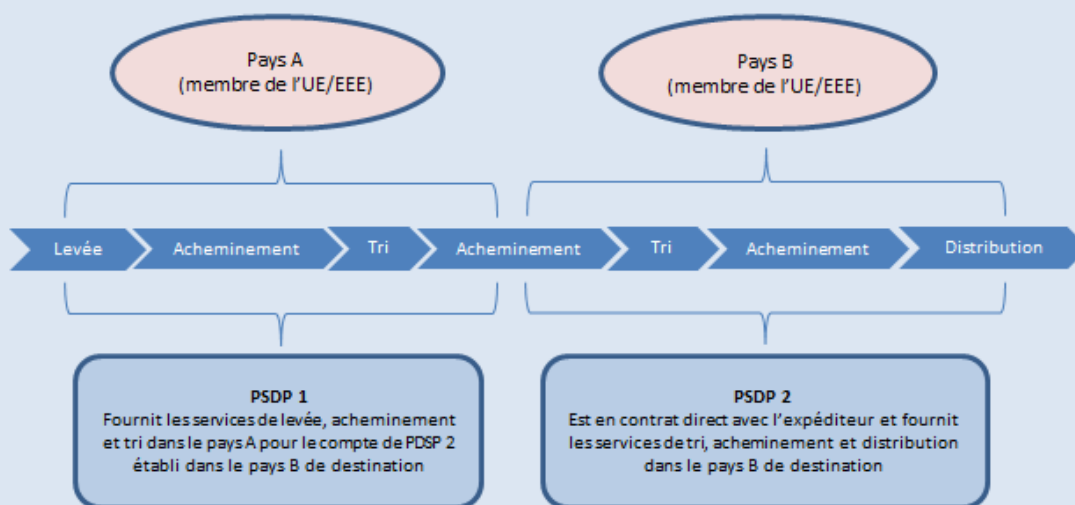 Pays A
(membre de l'UE/EEE)
Pays B
(membre de l'UE/EEE)
Levée
Acheminement
Tri
Acheminement
Tri
Acheminement
Distribution
PSDP 1
Fournit les services de levée, acheminement
et tri dans le pays A pour le compte de PDSP 2
établi dans le pays B de destination
PSDP 2
Est en contrat direct avec l'expéditeur et fournit
les services de tri, acheminement et distribution
dans le pays B de destination